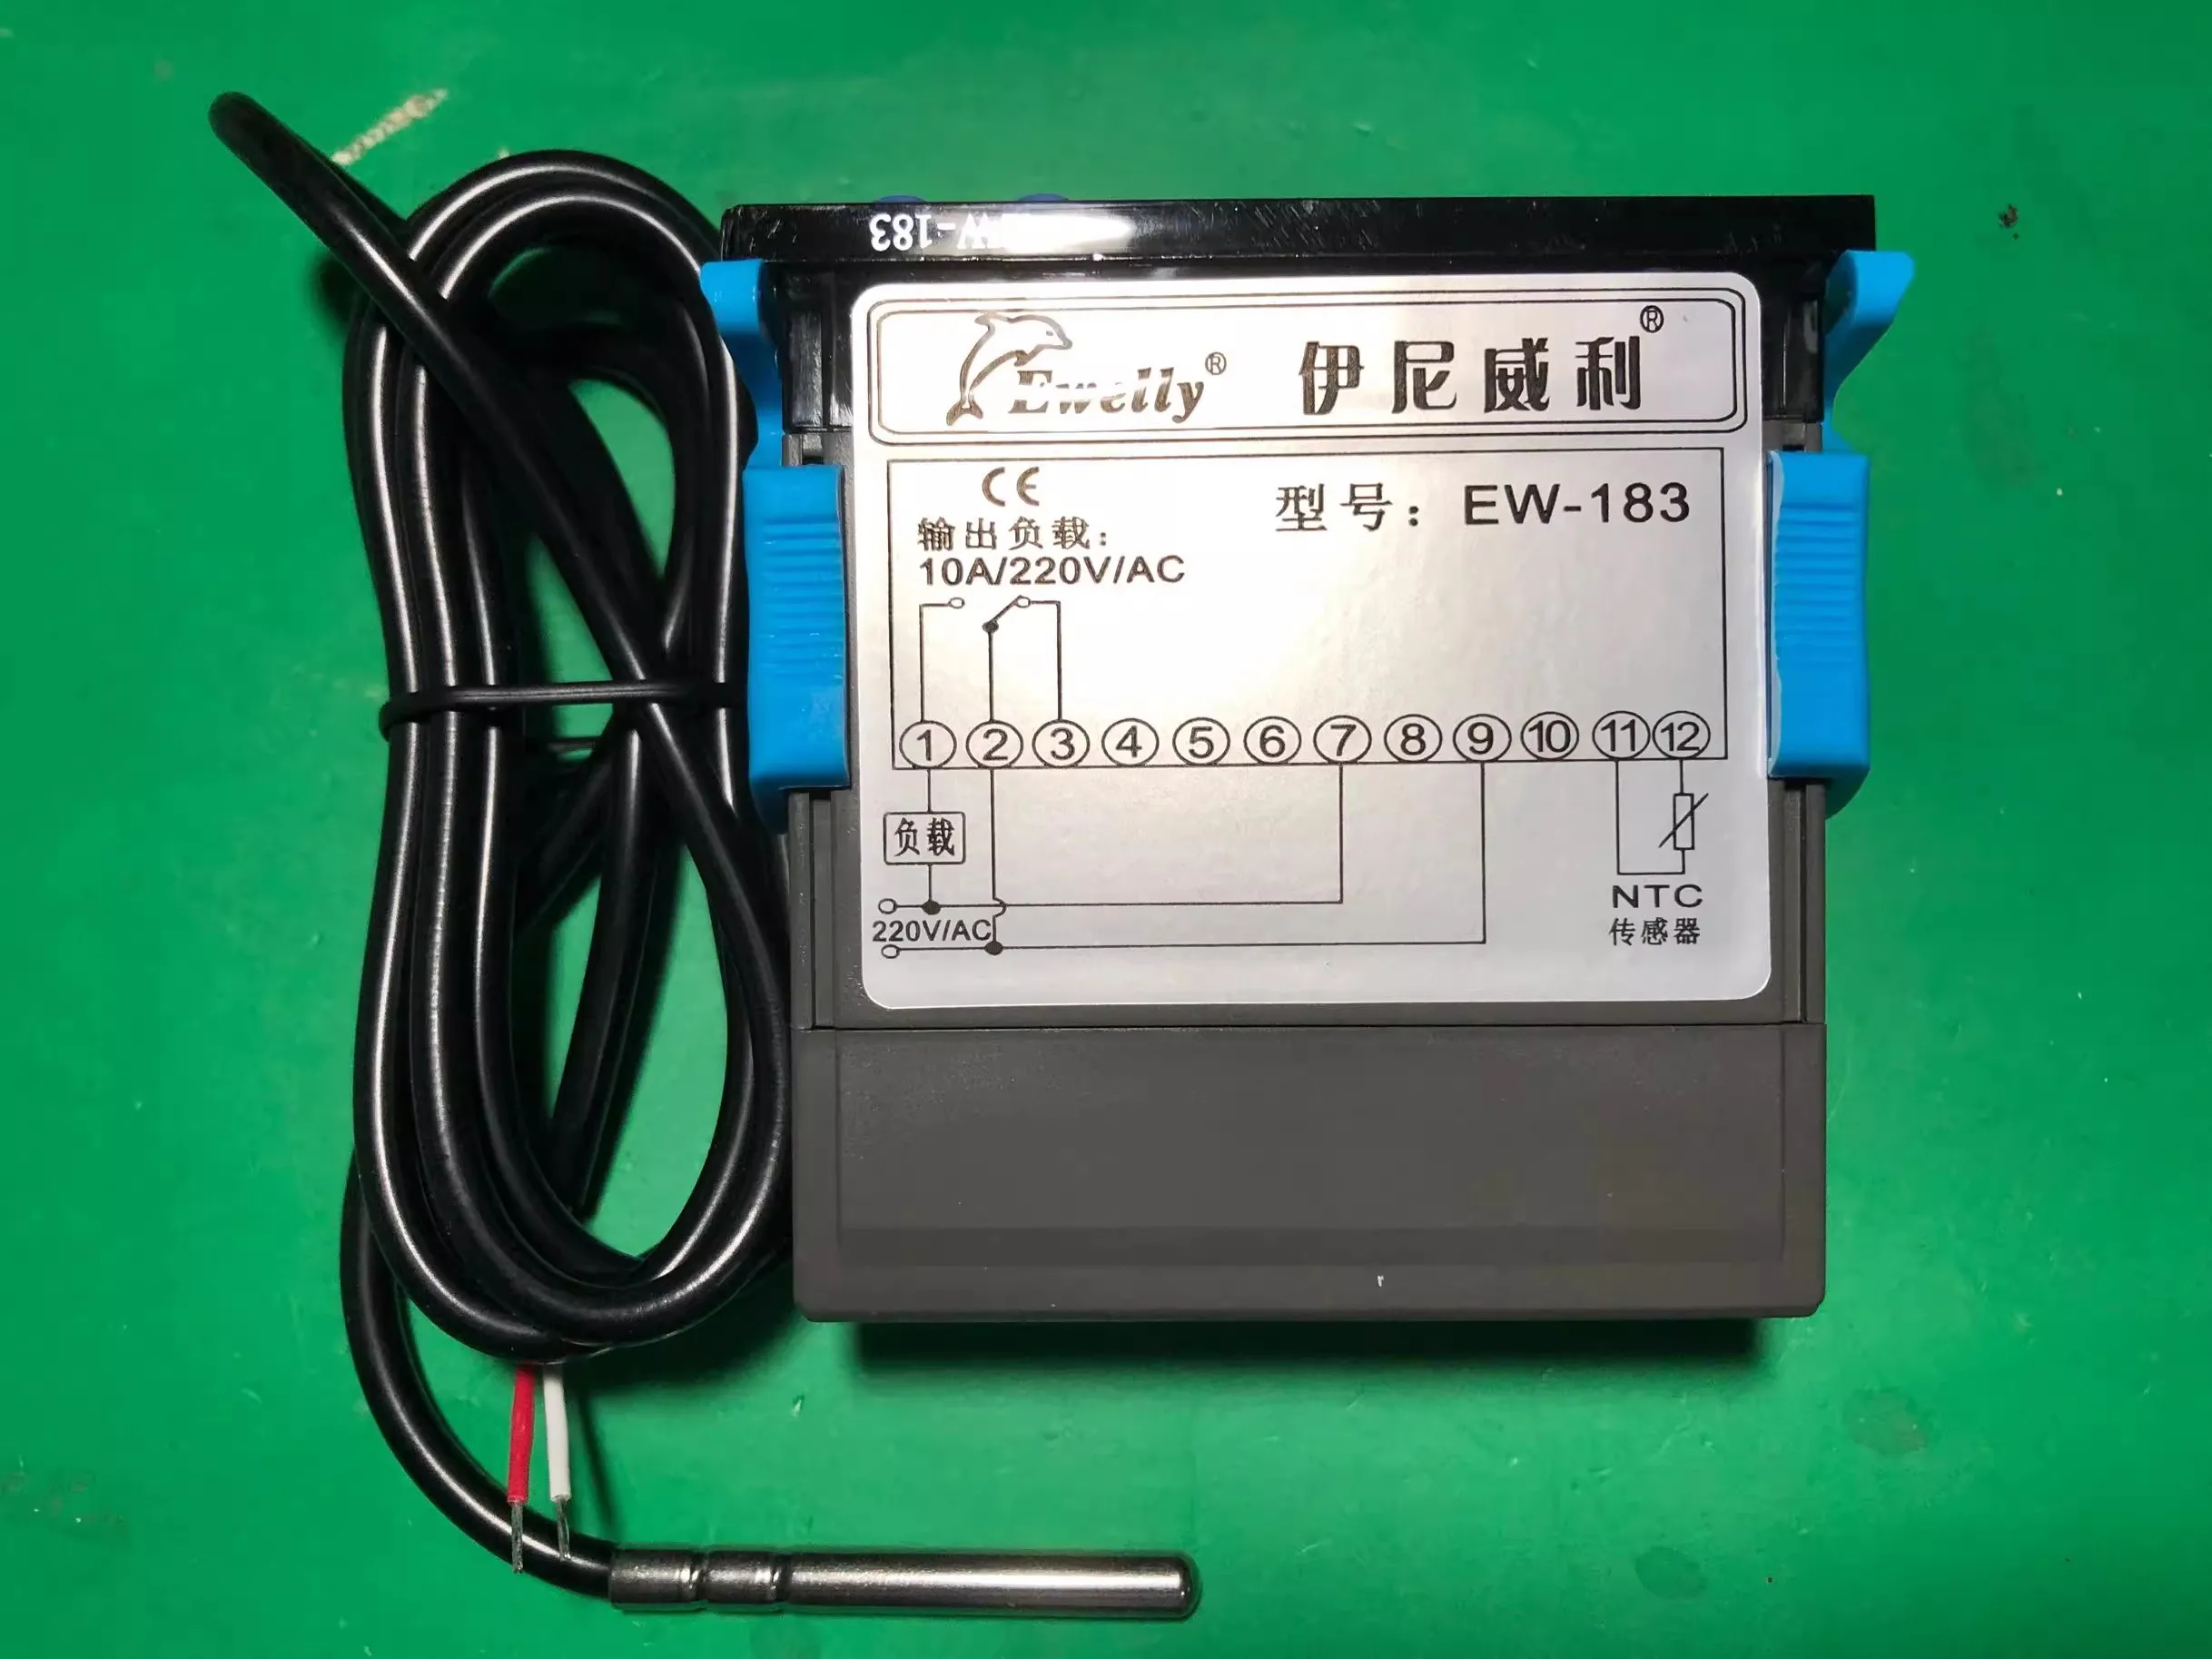 EW-183
Ewelly® 伊尼威利®
CE
型号：EW-183
输出负载：
10A/220V/AC
1 2 3 4 5 6 7 8 9 10 11 12
负载
220V/AC
NTC
传感器